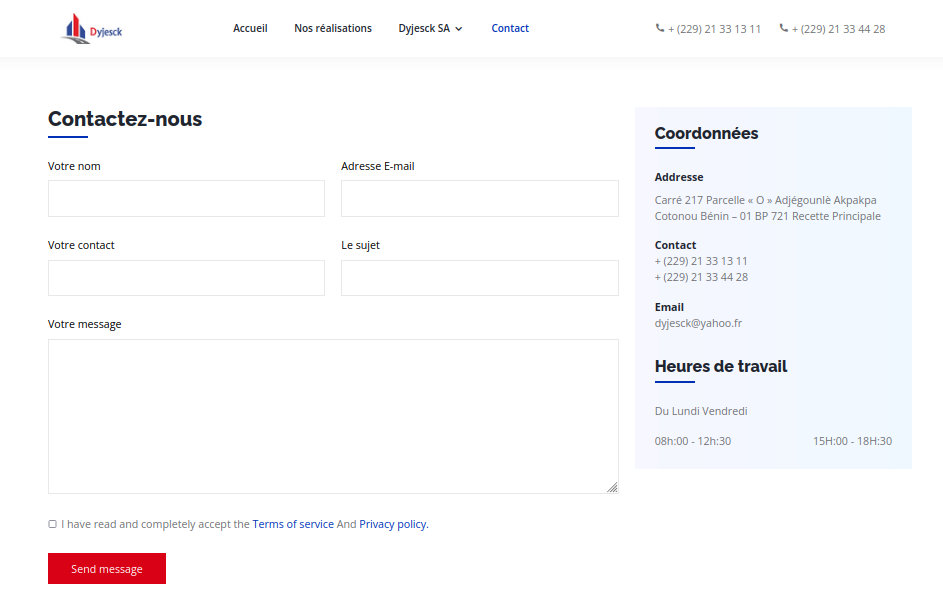 Dyjesck
Accueil
Nos réalisations
Dyjesck SA
Contact
+ (229) 21 33 13 11
+ (229) 21 33 44 28
Contactez-nous
Votre nom
Adresse E-mail
Votre contact
Le sujet
Votre message
I have read and completely accept the Terms of service And Privacy policy.
Send message
Coordonnées
Addresse
Carré 217 Parcelle « O » Adjégounlè Akpakpa
Cotonou Bénin – 01 BP 721 Recette Principale
Contact
+ (229) 21 33 13 11
+ (229) 21 33 44 28
Email
dyjesck@yahoo.fr
Heures de travail
Du Lundi Vendredi
08h:00 - 12h:30
15H:00 - 18H:30